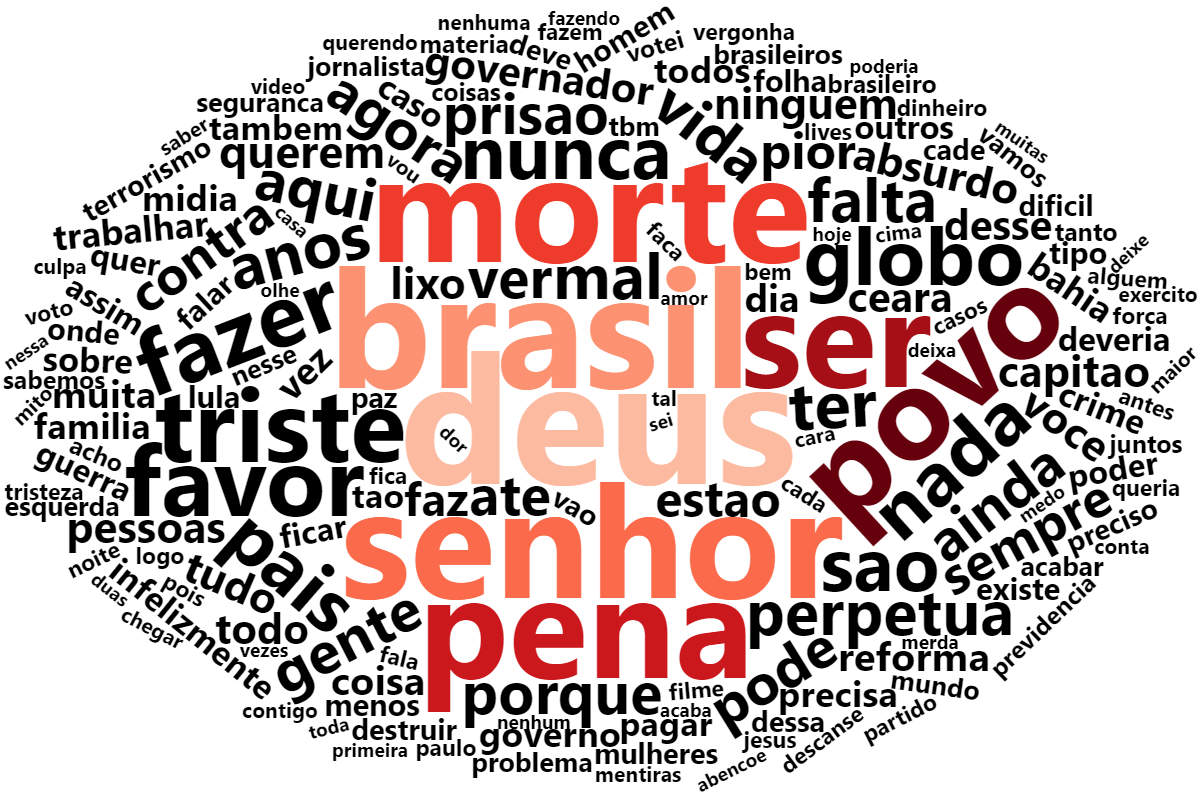 nenhuma fazendo
fazem
homem
votei vergonha
querendo materia deve
brasileiros
jornalista governador todos poderia
folha brasileiro
video caso coisas
seguranca agora prisao tbm vida ninguem dinheiro
tambem nunca lives outros muitas
saber querem vou pior absurdo cade vamos
terrorismo aqui morte falta dificil
midia contra casa faca hoje cima desse tanto
trabalhar anos globo tipo deixe
culpa quer lixo vermal bem bahia alguem
assim falar olhe amor dia ceara exercito
voto onde fazer brasil ser casos povo forca
nessa sobre nesse vez deixa deveria
sabemos muita lula paz tal ter capitao maior
mito familia triste deus sei cara voce crime antes
acho dor nada juntos
guerra favor fica cada ainda poder
tristeza tao faz ate vao estao medo queria
esquerda pessoas ficar senhor sempre preciso
noite logo pais sao conta
duas pois tudo acabar
infelizmente existe
chegar todo gente pena perpetua previdencia
vezes fala pode reforma merda
coisa porque filme precisa mundo
contigo menos acaba
toda destruir nenhum pagar dessa descanse partido
primeira paulo governo jesus
problema mulheres
mentiras abencoe